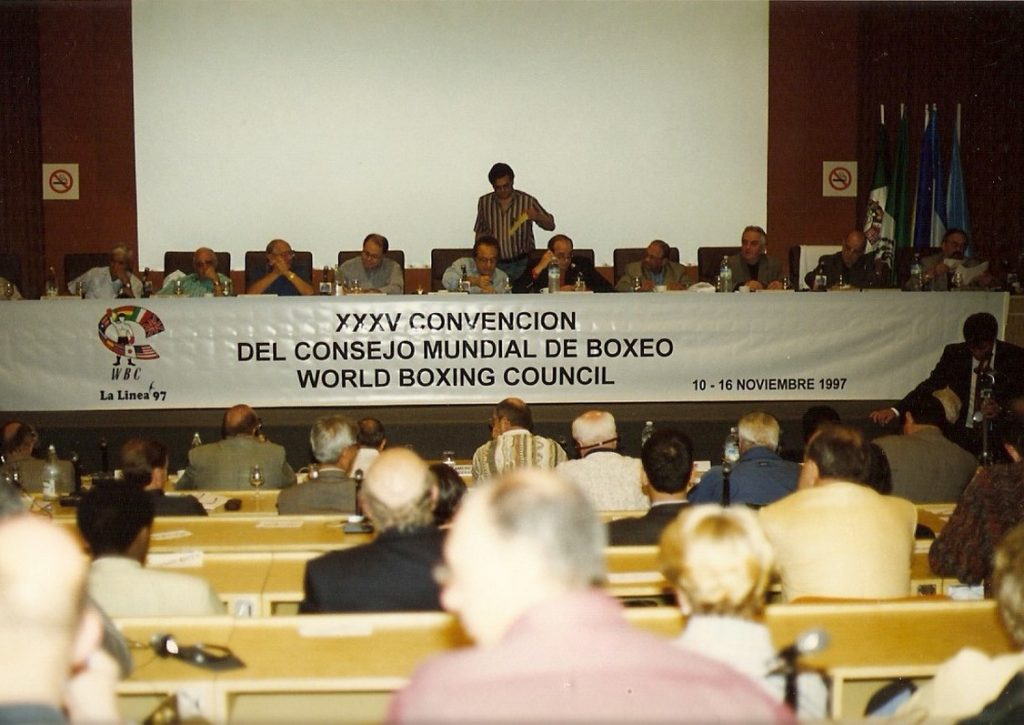 XXXV CONVENCION
DEL CONSEJO MUNDIAL DE BOXEO
WORLD BOXING COUNCIL
10 - 16 NOVIEMBRE 1997
WBC
La Linea '97